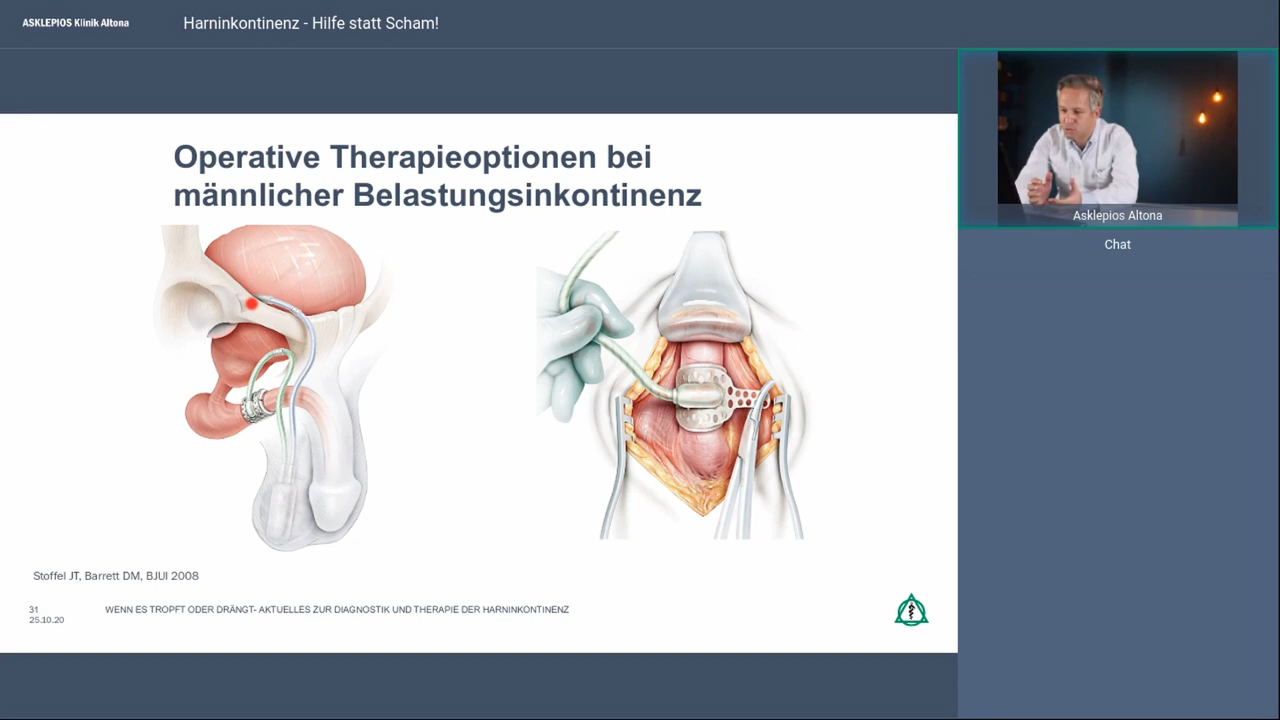 ASKLEPIOS Klinik Altona
Harninkontinenz - Hilfe statt Scham!
Operative Therapieoptionen bei
männlicher Belastungsinkontinenz
Stoffel JT, Barrett DM, BJUI 2008
31
25.10.20
WENN ES TROPFT ODER DRÄNGT- AKTUELLES ZUR DIAGNOSTIK UND THERAPIE DER HARNINKONTINENZ
Asklepios Altona
Chat